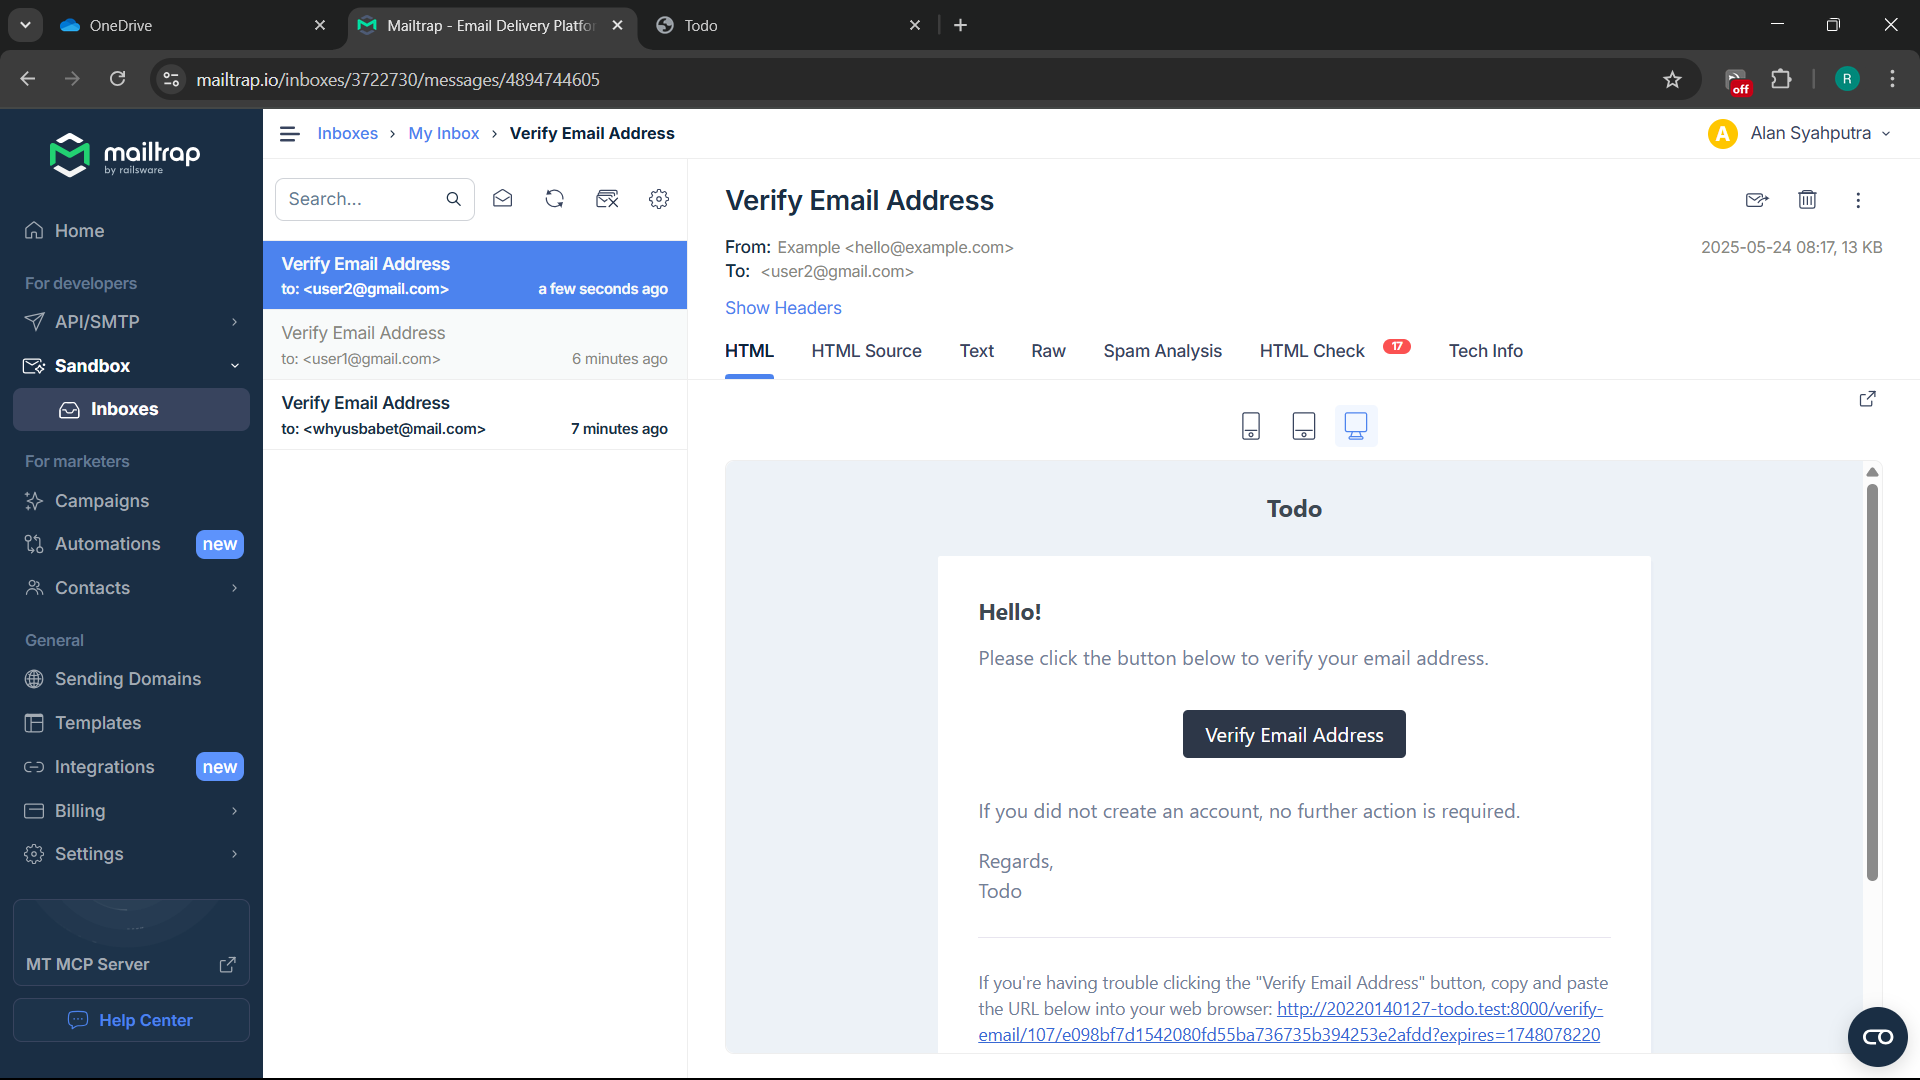 OneDrive
Mailtrap - Email Delivery Platfo
Todo
mailtrap.io/inboxes/3722730/messages/4894744605
off
R
mailtrap
by railsware
Home
For developers
API/SMTP
Sandbox
Inboxes
For marketers
Campaigns
Automations new
Contacts
General
Sending Domains
Templates
Integrations new
Billing
Settings
MT MCP Server
Help Center
Inboxes › My Inbox › Verify Email Address
A Alan Syahputra
Search...
Verify Email Address
to: <user2@gmail.com> a few seconds ago
Verify Email Address
to: <user1@gmail.com> 6 minutes ago
Verify Email Address
to: <whyusbabet@mail.com> 7 minutes ago
Verify Email Address
From: Example <hello@example.com>
2025-05-24 08:17, 13 KB
To: <user2@gmail.com>
Show Headers
HTML HTML Source Text Raw Spam Analysis HTML Check 17 Tech Info
Todo
Hello!
Please click the button below to verify your email address.
Verify Email Address
If you did not create an account, no further action is required.
Regards,
Todo
If you're having trouble clicking the "Verify Email Address" button, copy and paste
the URL below into your web browser: http://20220140127-todo.test:8000/verify-
email/107/e098bf7d1542080fd55ba736735b394253e2afdd?expires=1748078220